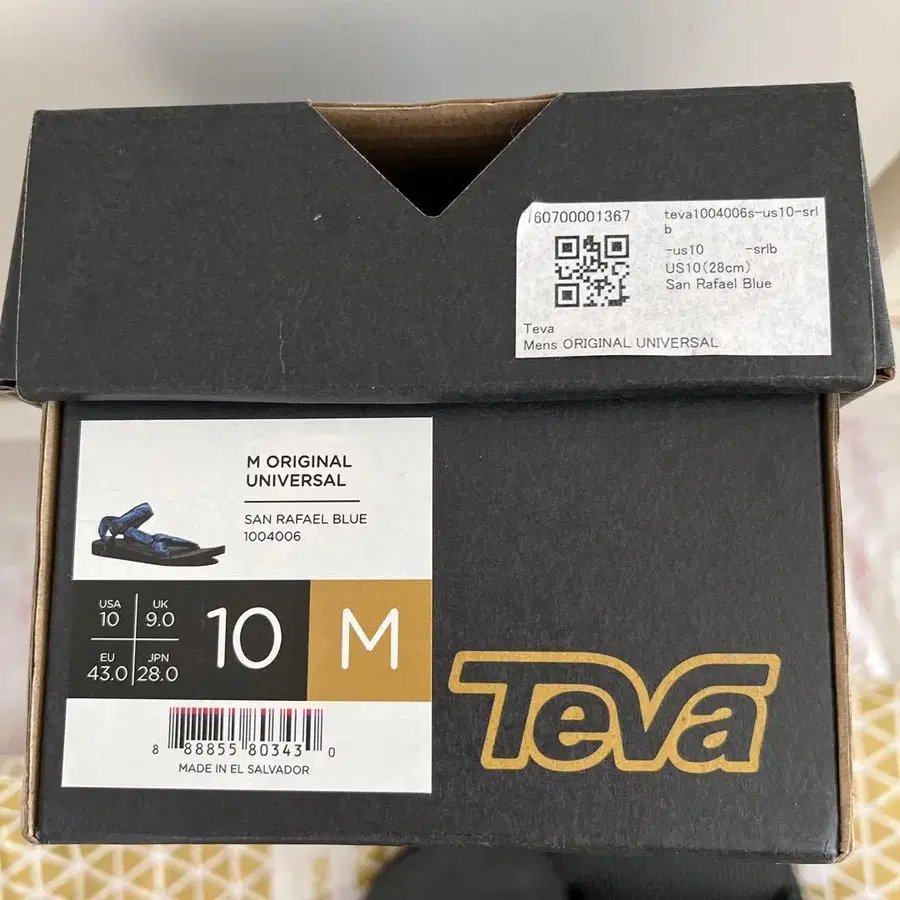 760700001367
teva1004006s-us10-srl
b
-us10 -srlb
US10(28cm)
San Rafael Blue
Teva
Mens ORIGINAL UNIVERSAL
M ORIGINAL
UNIVERSAL
SAN RAFAEL BLUE
1004006
USA
10
UK
9.0
EU
43.0
JPN
28.0
10
M
8 88855 80343 0
MADE IN EL SALVADOR
Teva